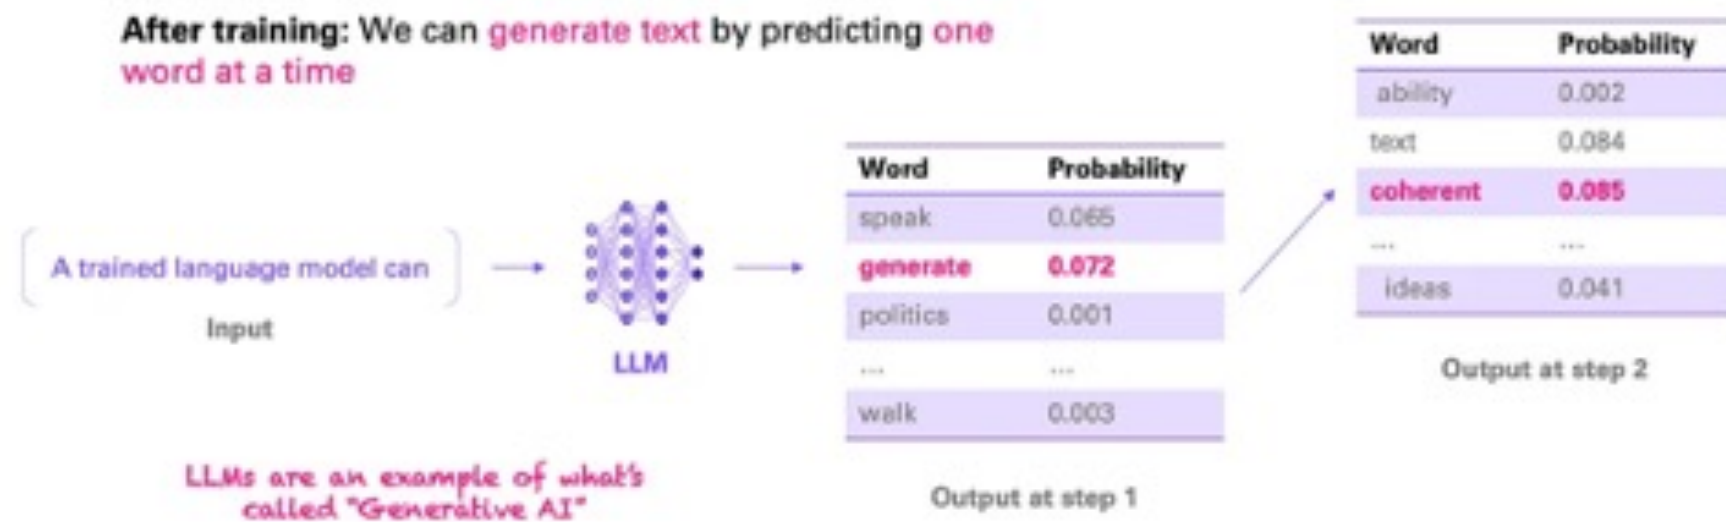 After training: We can generate text by predicting one
word at a time
A trained language model can
Input
LLM
LLMs are an example of what's
called "Generative AI"
Word Probability
speak 0.065
generate 0.072
politics 0.001
... ...
walk 0.003
Output at step 1
Word Probability
ability 0.002
text 0.084
coherent 0.085
... ...
ideas 0.041
Output at step 2